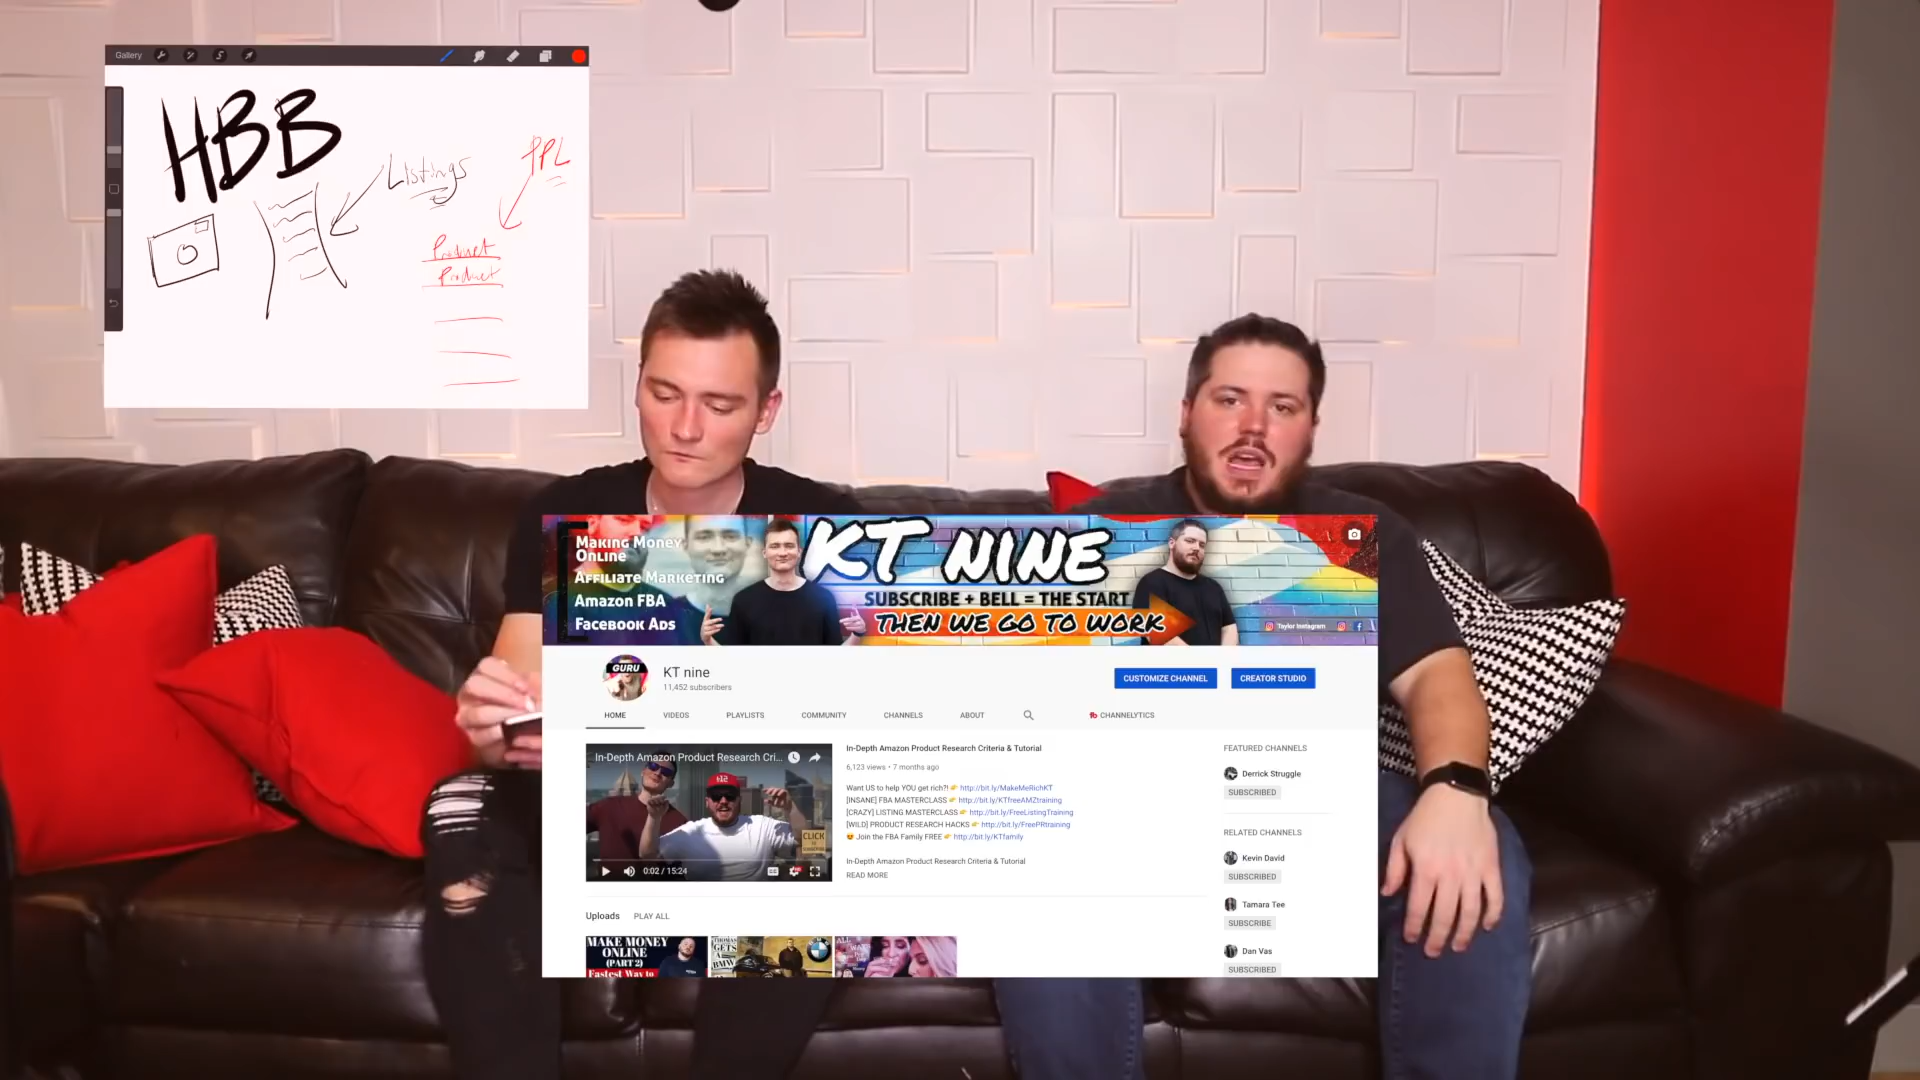 Gallery
HBB
Listings
PPL
Product
Product
Making Money
Online
Affiliate Marketing
Amazon FBA
Facebook Ads
KT NINE
SUBSCRIBE + BELL = THE START
THEN WE GO TO WORK
Taylor Instagram
GURU
KT nine
11,452 subscribers
CUSTOMIZE CHANNEL
CREATOR STUDIO
HOME
VIDEOS
PLAYLISTS
COMMUNITY
CHANNELS
ABOUT
CHANNELYTICS
In-Depth Amazon Product Research Cri...
CLICK
0:02 / 15:24
In-Depth Amazon Product Research Criteria & Tutorial
6,123 views • 7 months ago
Want US to help YOU get rich?! 👉 http://bit.ly/MakeMeRichKT
[INSANE] FBA MASTERCLASS 👉 http://bit.ly/KTfreeAMZtraining
[CRAZY] LISTING MASTERCLASS 👉 http://bit.ly/FreeListingTraining
[WILD] PRODUCT RESEARCH HACKS 👉 http://bit.ly/FreePRtraining
Join the FBA Family FREE 👉 http://bit.ly/KTfamily
In-Depth Amazon Product Research Criteria & Tutorial
READ MORE
FEATURED CHANNELS
Derrick Struggle
SUBSCRIBED
RELATED CHANNELS
Kevin David
SUBSCRIBED
Tamara Tee
SUBSCRIBE
Dan Vas
SUBSCRIBED
Uploads
PLAY ALL
MAKE MONEY
ONLINE
(PART 2)
Fastest Way to
THOMAS
GETS
A
BMW